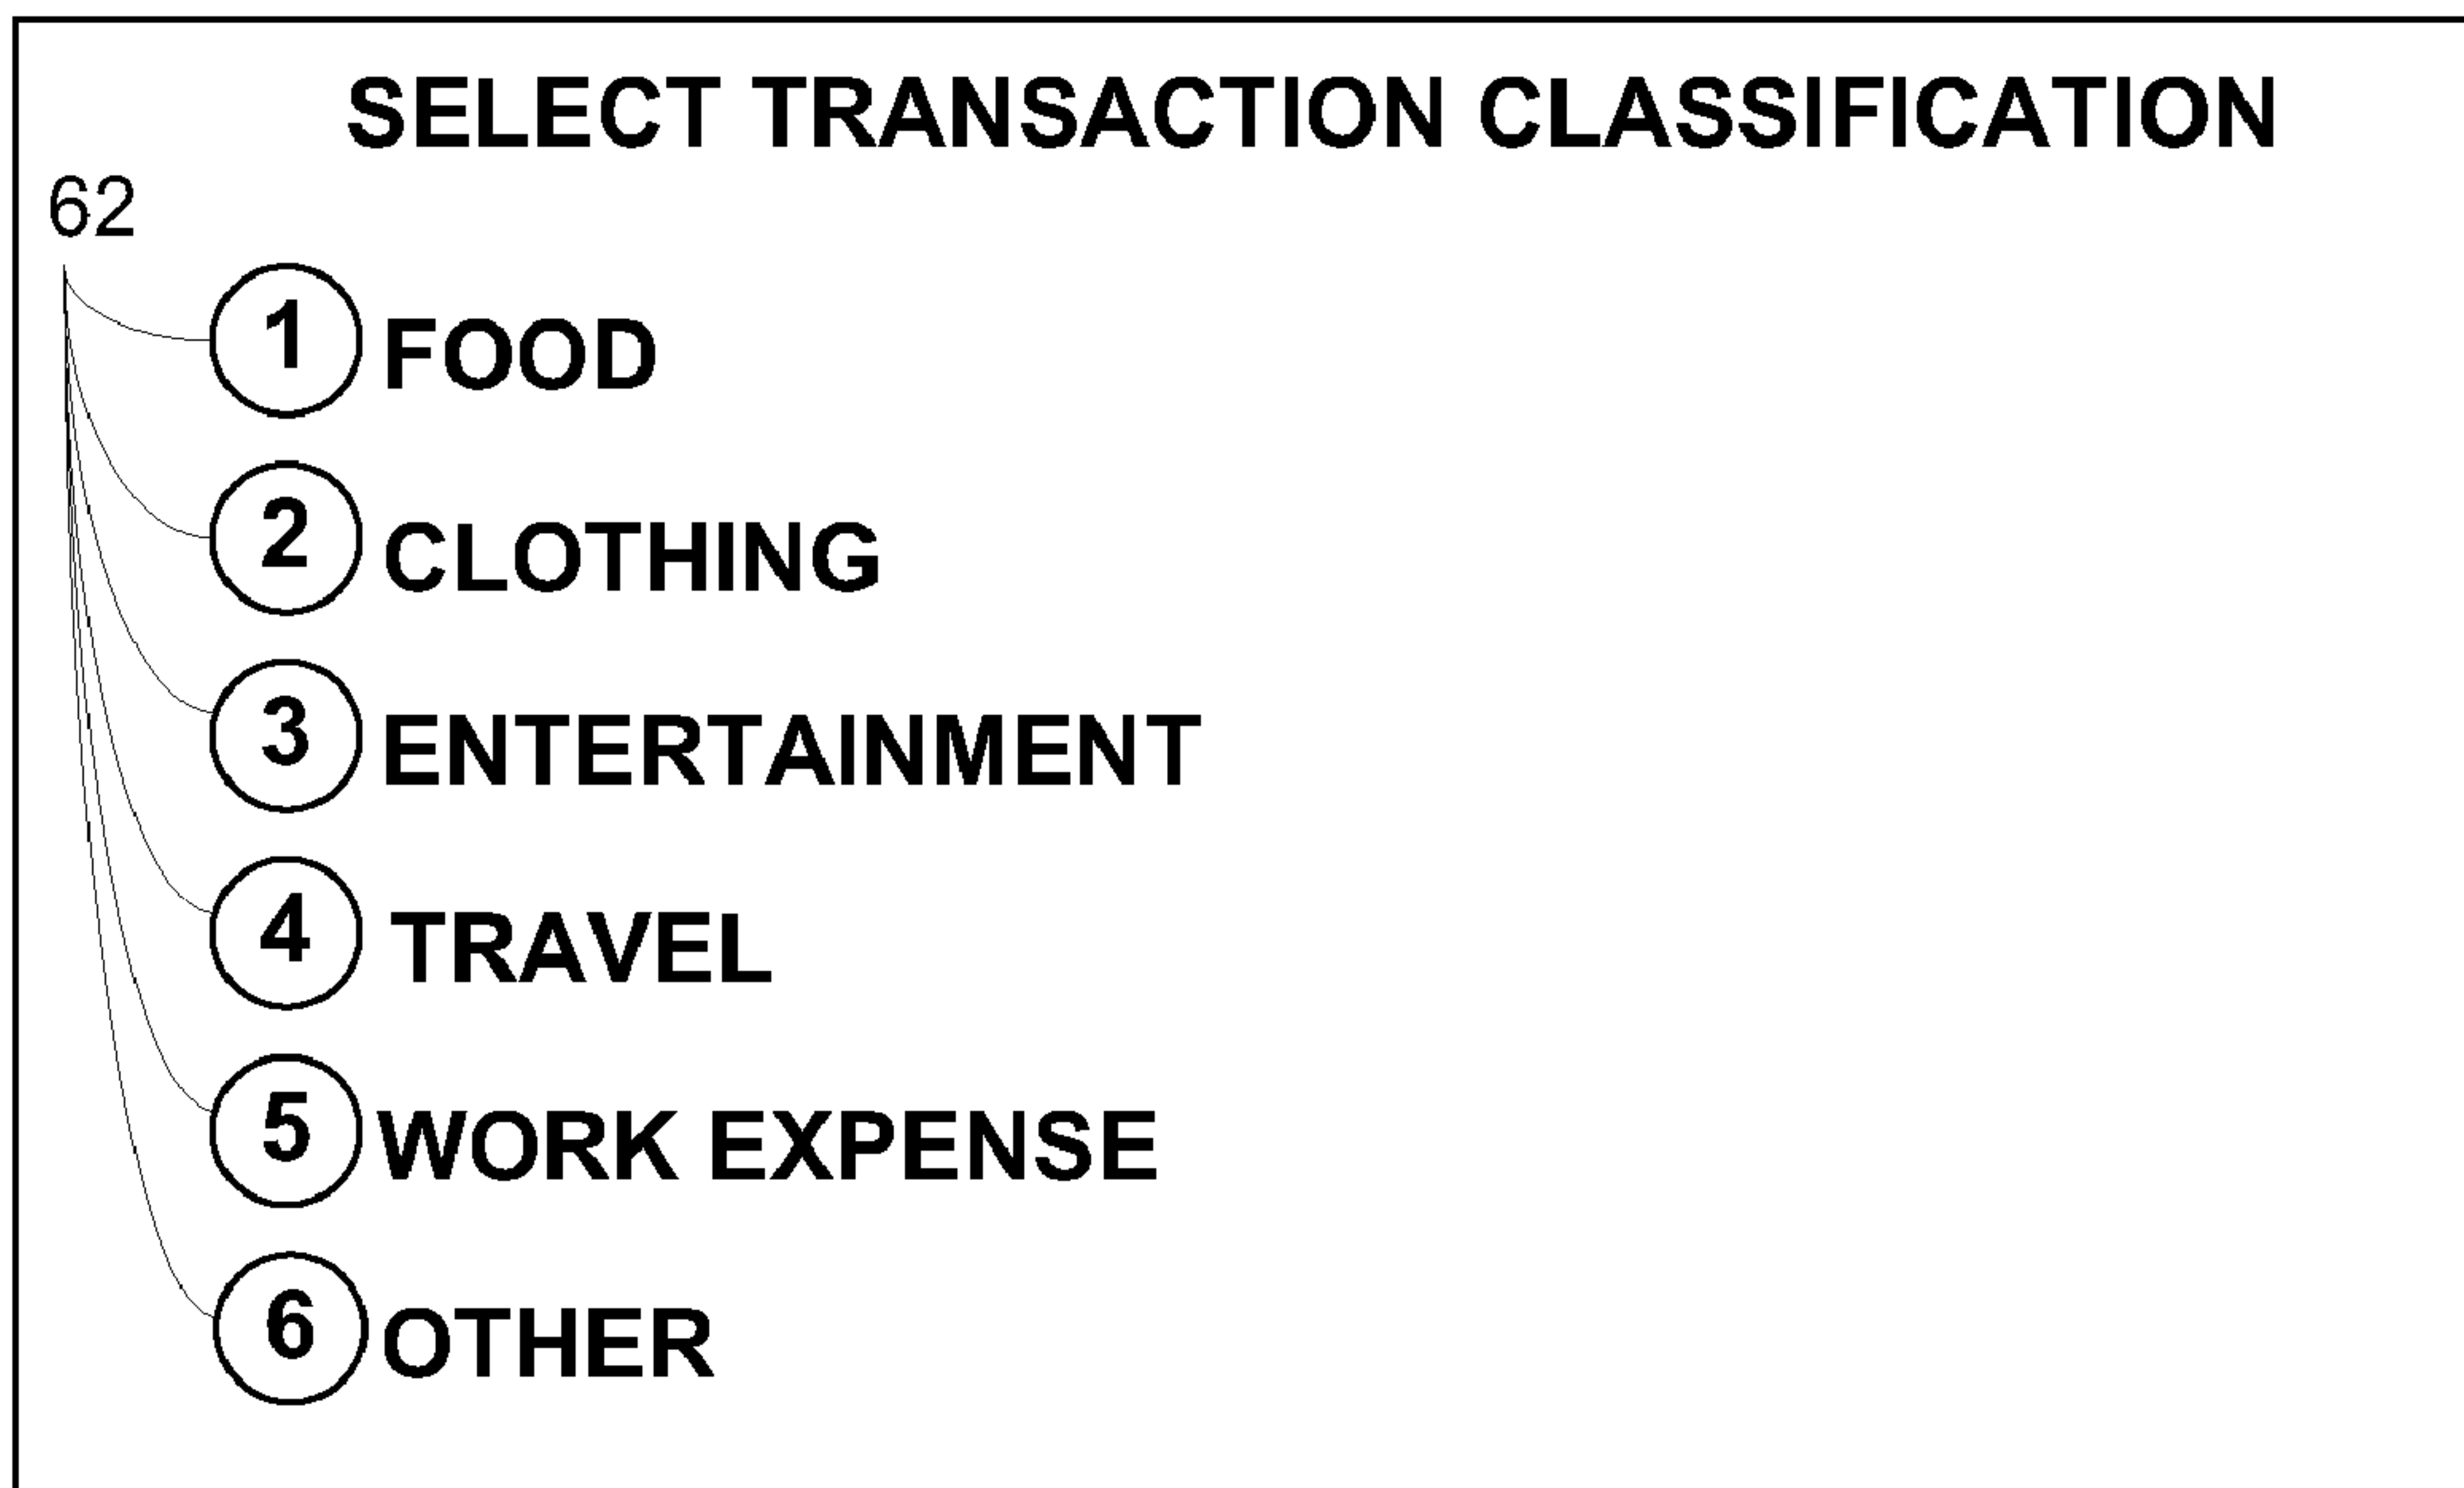 SELECT TRANSACTION CLASSIFICATION
62
1 FOOD
2 CLOTHING
3 ENTERTAINMENT
4 TRAVEL
5 WORK EXPENSE
6 OTHER